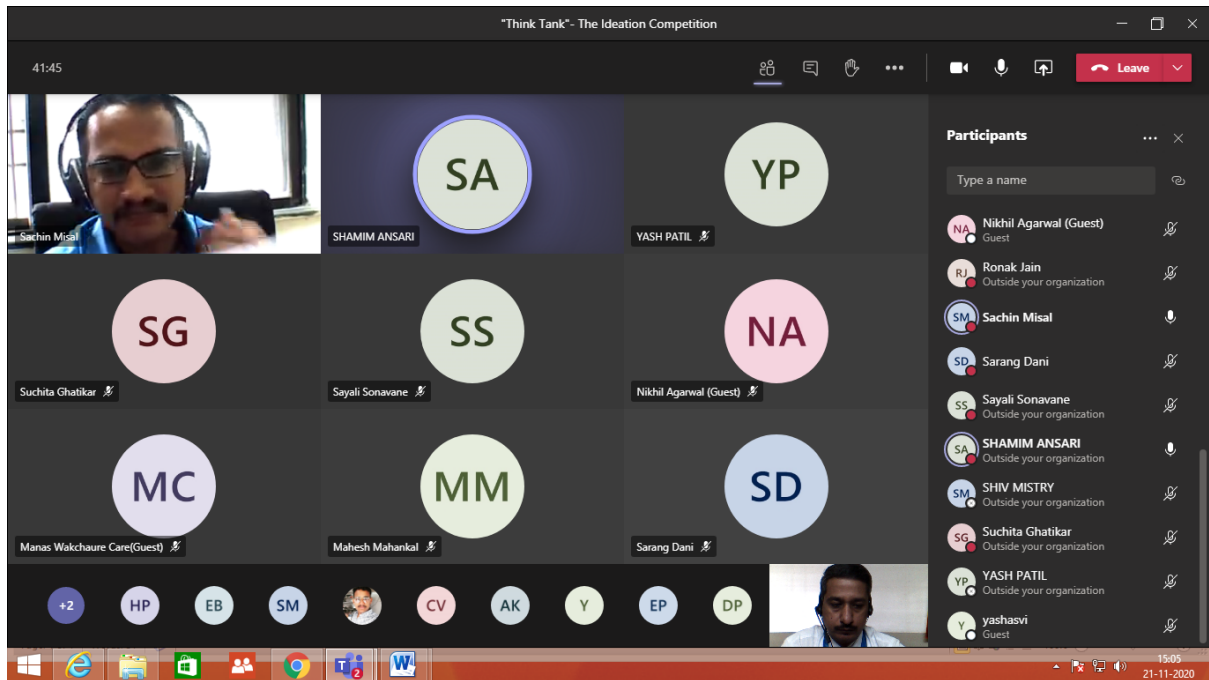 "Think Tank"- The Ideation Competition
41:45
Leave
Sachin Misal
SA
SHAMIM ANSARI
YP
YASH PATIL
SG
Suchita Ghatikar
SS
Sayali Sonavane
NA
Nikhil Agarwal (Guest)
MC
Manas Wakchaure Care(Guest)
MM
Mahesh Mahankal
SD
Sarang Dani
+2
HP
EB
SM
CV
AK
Y
EP
DP
Participants
Type a name
NA
Nikhil Agarwal (Guest)
Guest
RJ
Ronak Jain
Outside your organization
SM
Sachin Misal
SD
Sarang Dani
SS
Sayali Sonavane
Outside your organization
SA
SHAMIM ANSARI
Outside your organization
SM
SHIV MISTRY
Outside your organization
SG
Suchita Ghatikar
Outside your organization
YP
YASH PATIL
Outside your organization
Y
yashasvi
Guest
2
15:05
21-11-2020